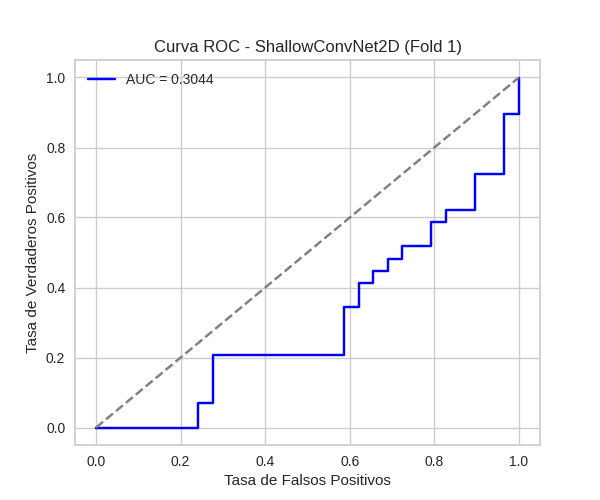 Curva ROC - ShallowConvNet2D (Fold 1)
AUC = 0.3044
1.0
0.8
0.6
0.4
0.2
0.0
Tasa de Verdaderos Positivos
0.0 0.2 0.4 0.6 0.8 1.0
Tasa de Falsos Positivos